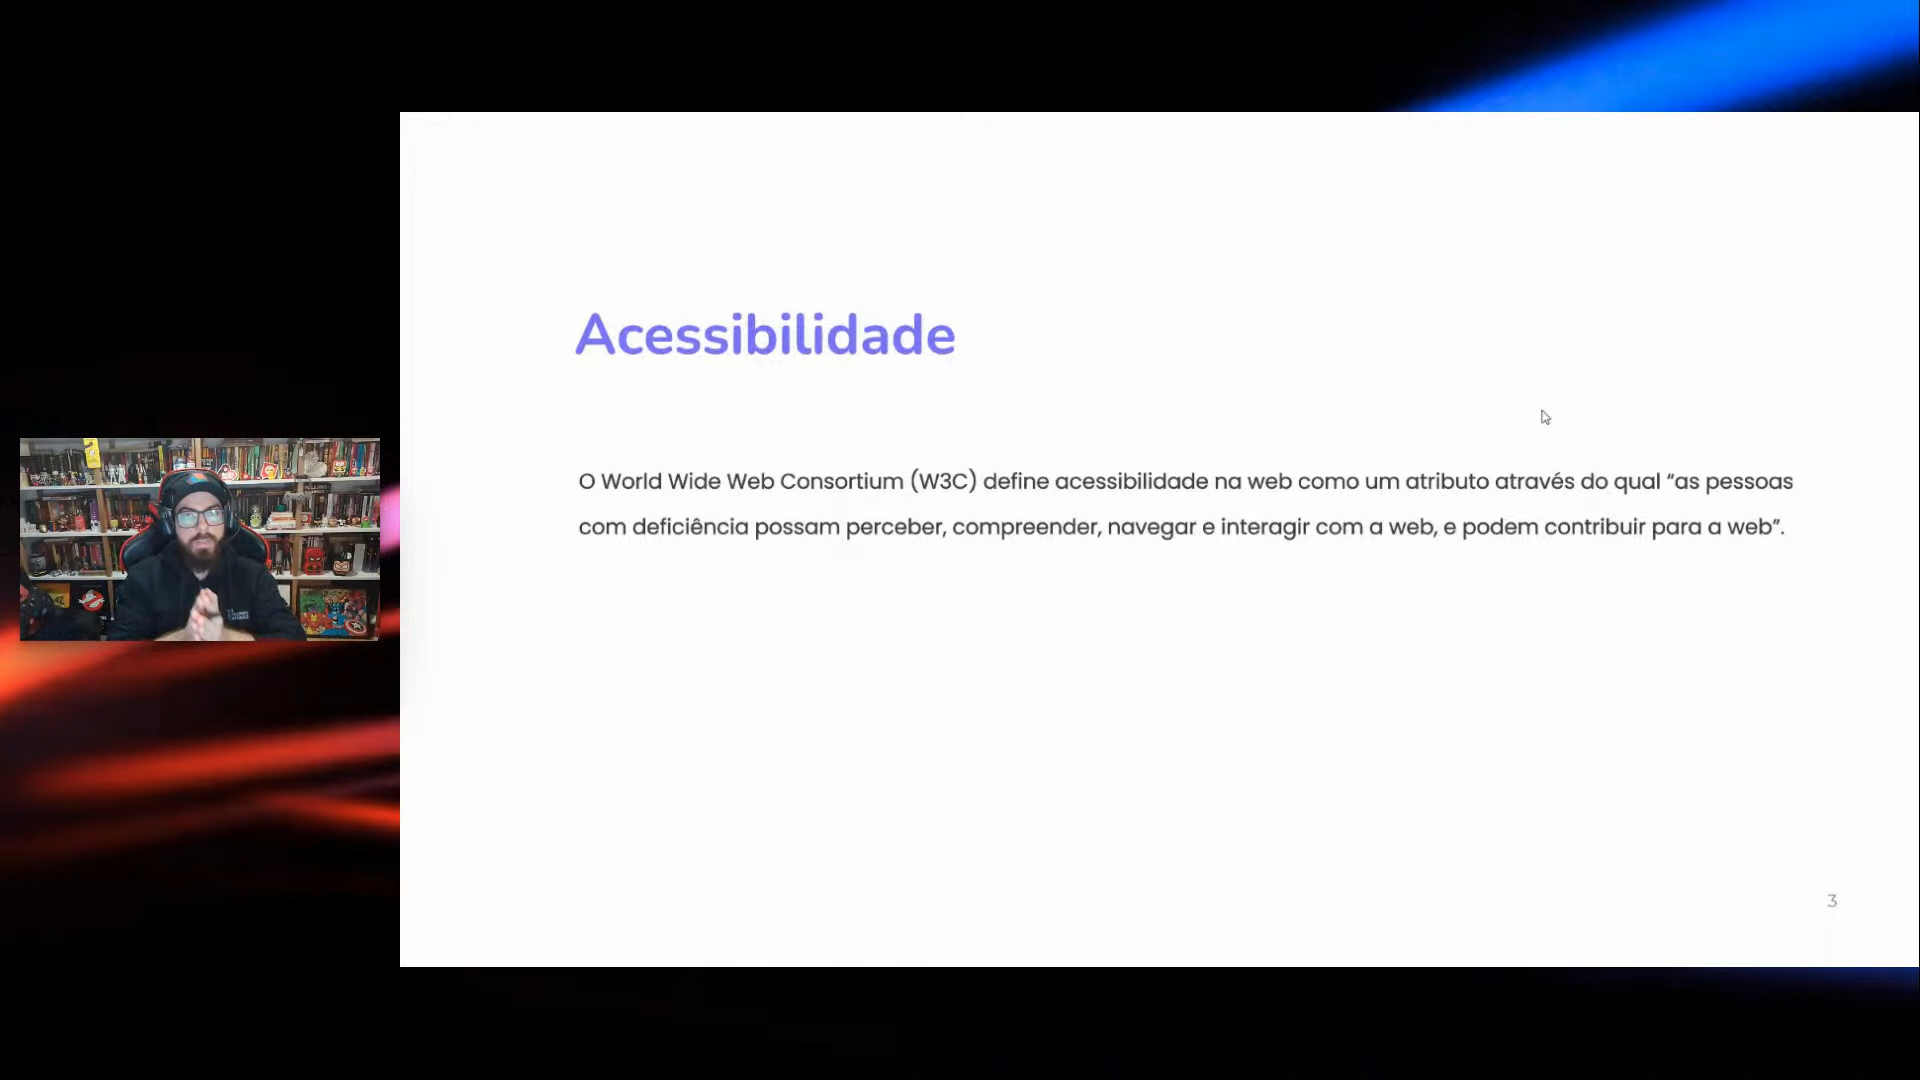 Acessibilidade
O World Wide Web Consortium (W3C) define acessibilidade na web como um atributo através do qual “as pessoas
com deficiência possam perceber, compreender, navegar e interagir com a web, e podem contribuir para a web”.
3